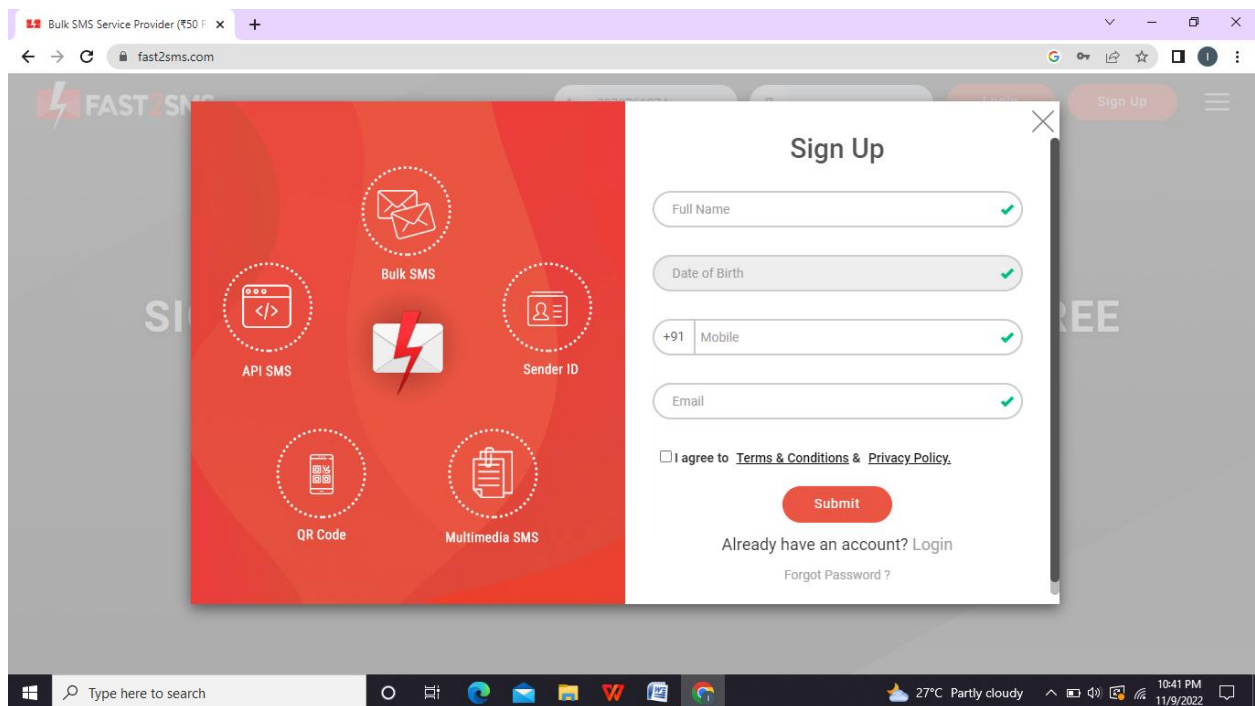 Bulk SMS Service Provider (₹50 F
fast2sms.com
FAST2SMS
Login
Sign Up
SI
REE
Bulk SMS
API SMS
Sender ID
QR Code
Multimedia SMS
Sign Up
Full Name
Date of Birth
+91 Mobile
Email
I agree to Terms & Conditions & Privacy Policy.
Submit
Already have an account? Login
Forgot Password ?
Type here to search
27°C Partly cloudy
10:41 PM
11/9/2022